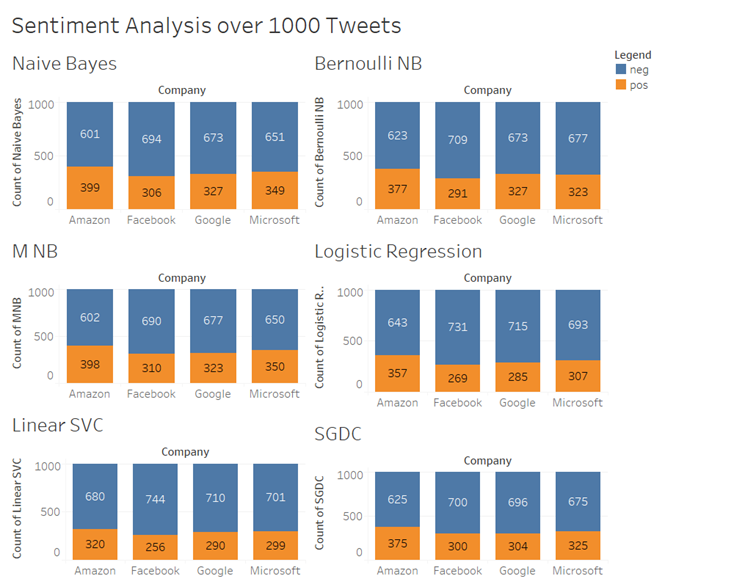 Sentiment Analysis over 1000 Tweets
Legend
neg
pos
Naive Bayes
Company
Count of Naive Bayes
1000
500
0
601
694
673
651
399
306
327
349
Amazon
Facebook
Google
Microsoft
Bernoulli NB
Company
Count of Bernoulli NB
1000
500
0
623
709
673
677
377
291
327
323
Amazon
Facebook
Google
Microsoft
M NB
Company
Count of MNB
1000
500
0
602
690
677
650
398
310
323
350
Amazon
Facebook
Google
Microsoft
Logistic Regression
Company
Count of Logistic R..
1000
500
0
643
731
715
693
357
269
285
307
Amazon
Facebook
Google
Microsoft
Linear SVC
Company
Count of Linear SVC
1000
500
0
680
744
710
701
320
256
290
299
Amazon
Facebook
Google
Microsoft
SGDC
Company
Count of SGDC
1000
500
0
625
700
696
675
375
300
304
325
Amazon
Facebook
Google
Microsoft